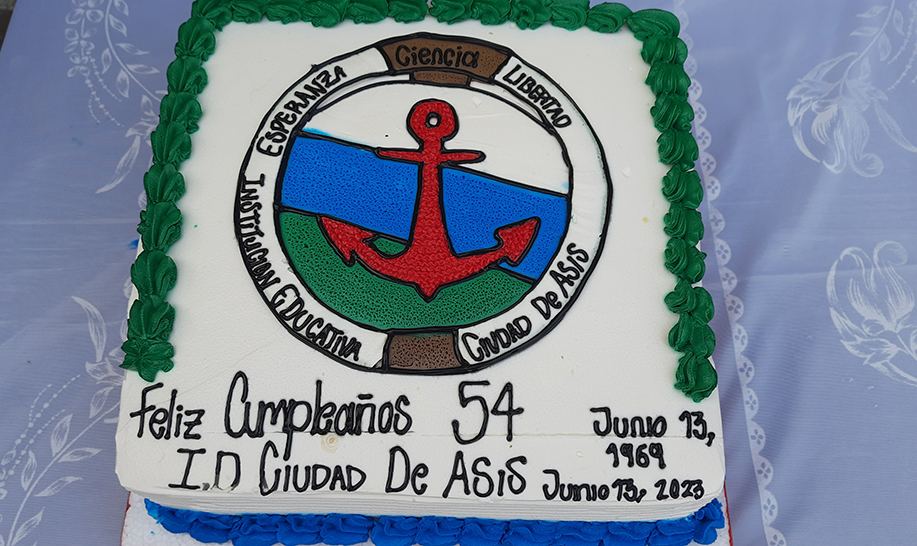 Ciencia
ESPERANZA
LIBERTAD
INSTITUCION EDUCATIVA
CIUDAD DE ASIS
Feliz Cumpleaños 54
I.D CIUDAD DE ASIS
Junio 13,
1969
Junio 13, 2023